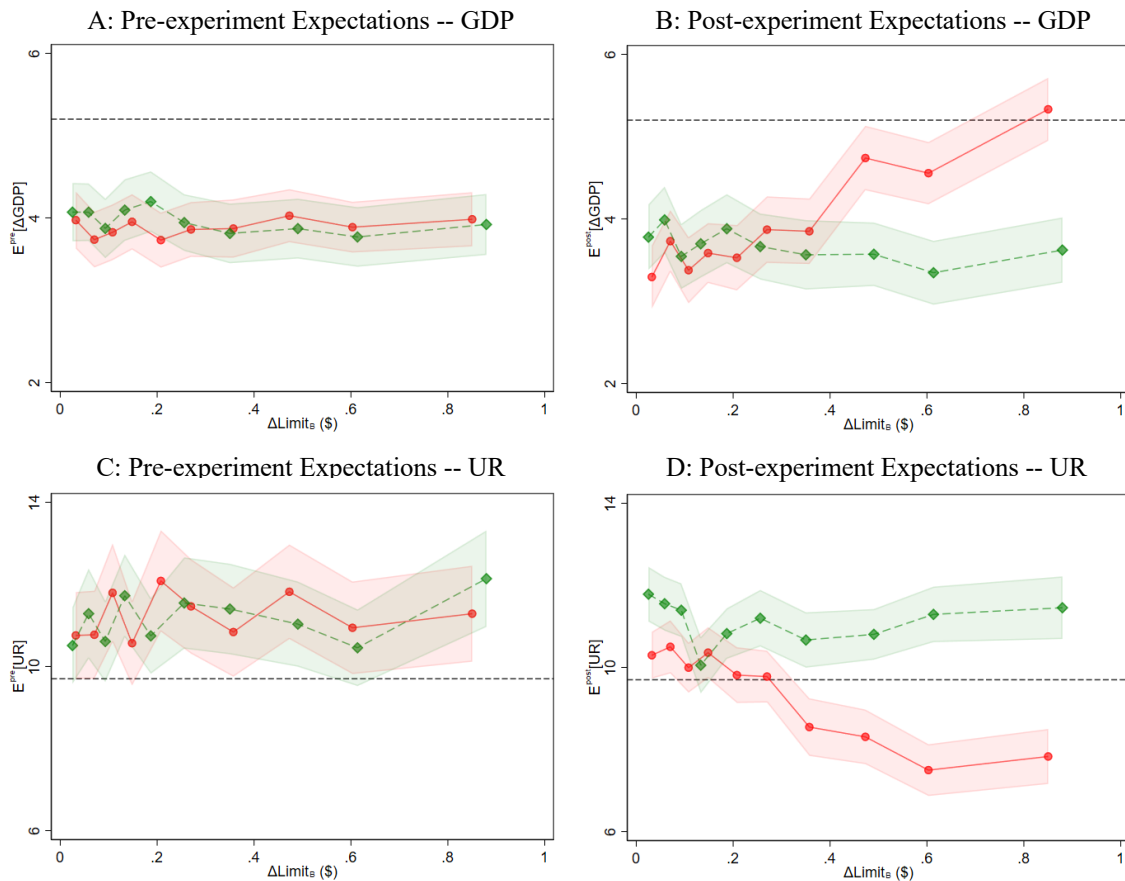 A: Pre-experiment Expectations -- GDP
6
4
2
E^pre[ΔGDP]
0 .2 .4 .6 .8 1
ΔLimit_B ($)
B: Post-experiment Expectations -- GDP
6
4
2
E^post[ΔGDP]
0 .2 .4 .6 .8 1
ΔLimit_B ($)
C: Pre-experiment Expectations -- UR
14
10
6
E^pre[UR]
0 .2 .4 .6 .8 1
ΔLimit_B ($)
D: Post-experiment Expectations -- UR
14
10
6
E^post[UR]
0 .2 .4 .6 .8 1
ΔLimit_B ($)